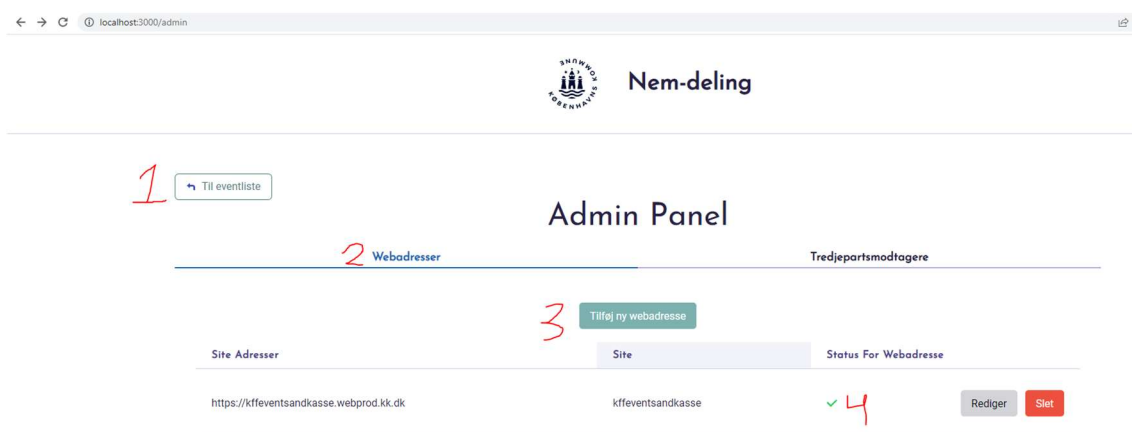 localhost:3000/admin
KØBENHAVNS KOMMUNE
Nem-deling
1 Til eventliste
Admin Panel
2 Webadresser Tredjepartsmodtagere
3 Tilføj ny webadresse
Site Adresser Site Status For Webadresse
https://kffeventsandkasse.webprod.kk.dk kffeventsandkasse 4 Rediger Slet